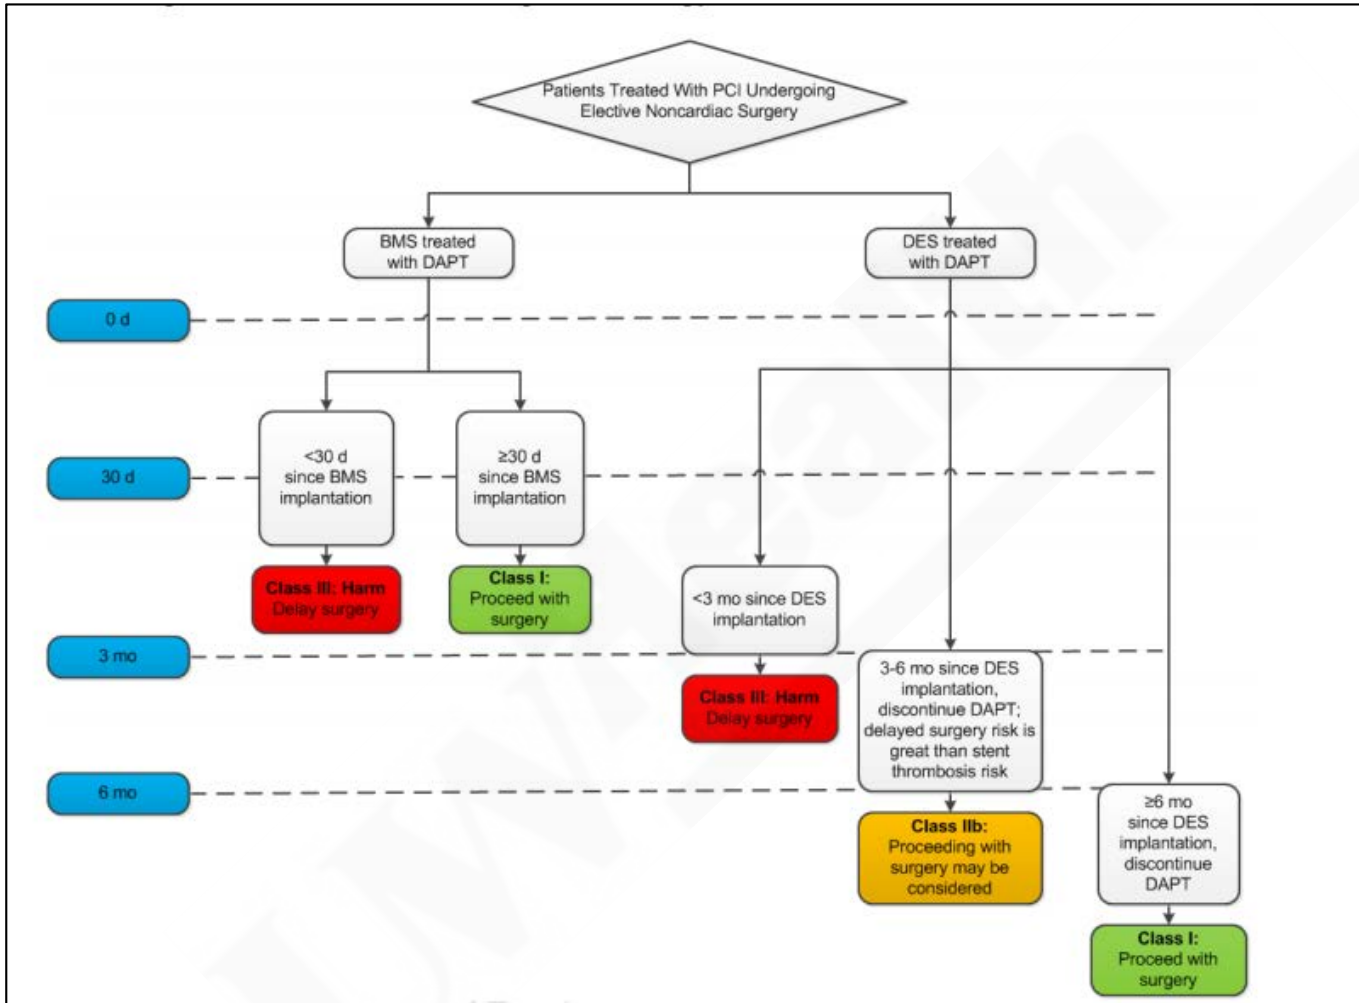 Patients Treated With PCI Undergoing
Elective Noncardiac Surgery
BMS treated
with DAPT
DES treated
with DAPT
0 d
30 d
<30 d
since BMS
implantation
≥30 d
since BMS
implantation
Class III: Harm
Delay surgery
Class I:
Proceed with
surgery
<3 mo since DES
implantation
3 mo
Class III: Harm
Delay surgery
3-6 mo since DES
implantation,
discontinue DAPT;
delayed surgery risk is
great than stent
thrombosis risk
6 mo
Class IIb:
Proceeding with
surgery may be
considered
≥6 mo
since DES
implantation,
discontinue
DAPT
Class I:
Proceed with
surgery
UWHealth